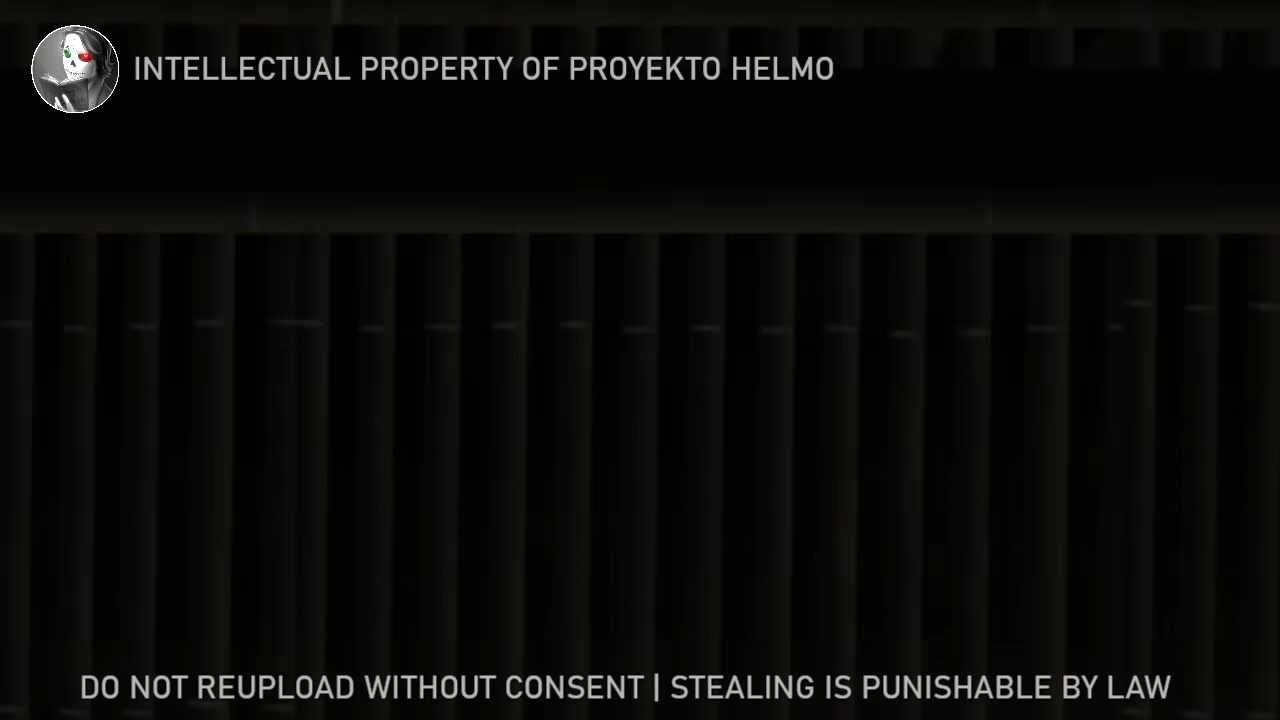 INTELLECTUAL PROPERTY OF PROYEKTO HELMO
DO NOT REUPLOAD WITHOUT CONSENT | STEALING IS PUNISHABLE BY LAW